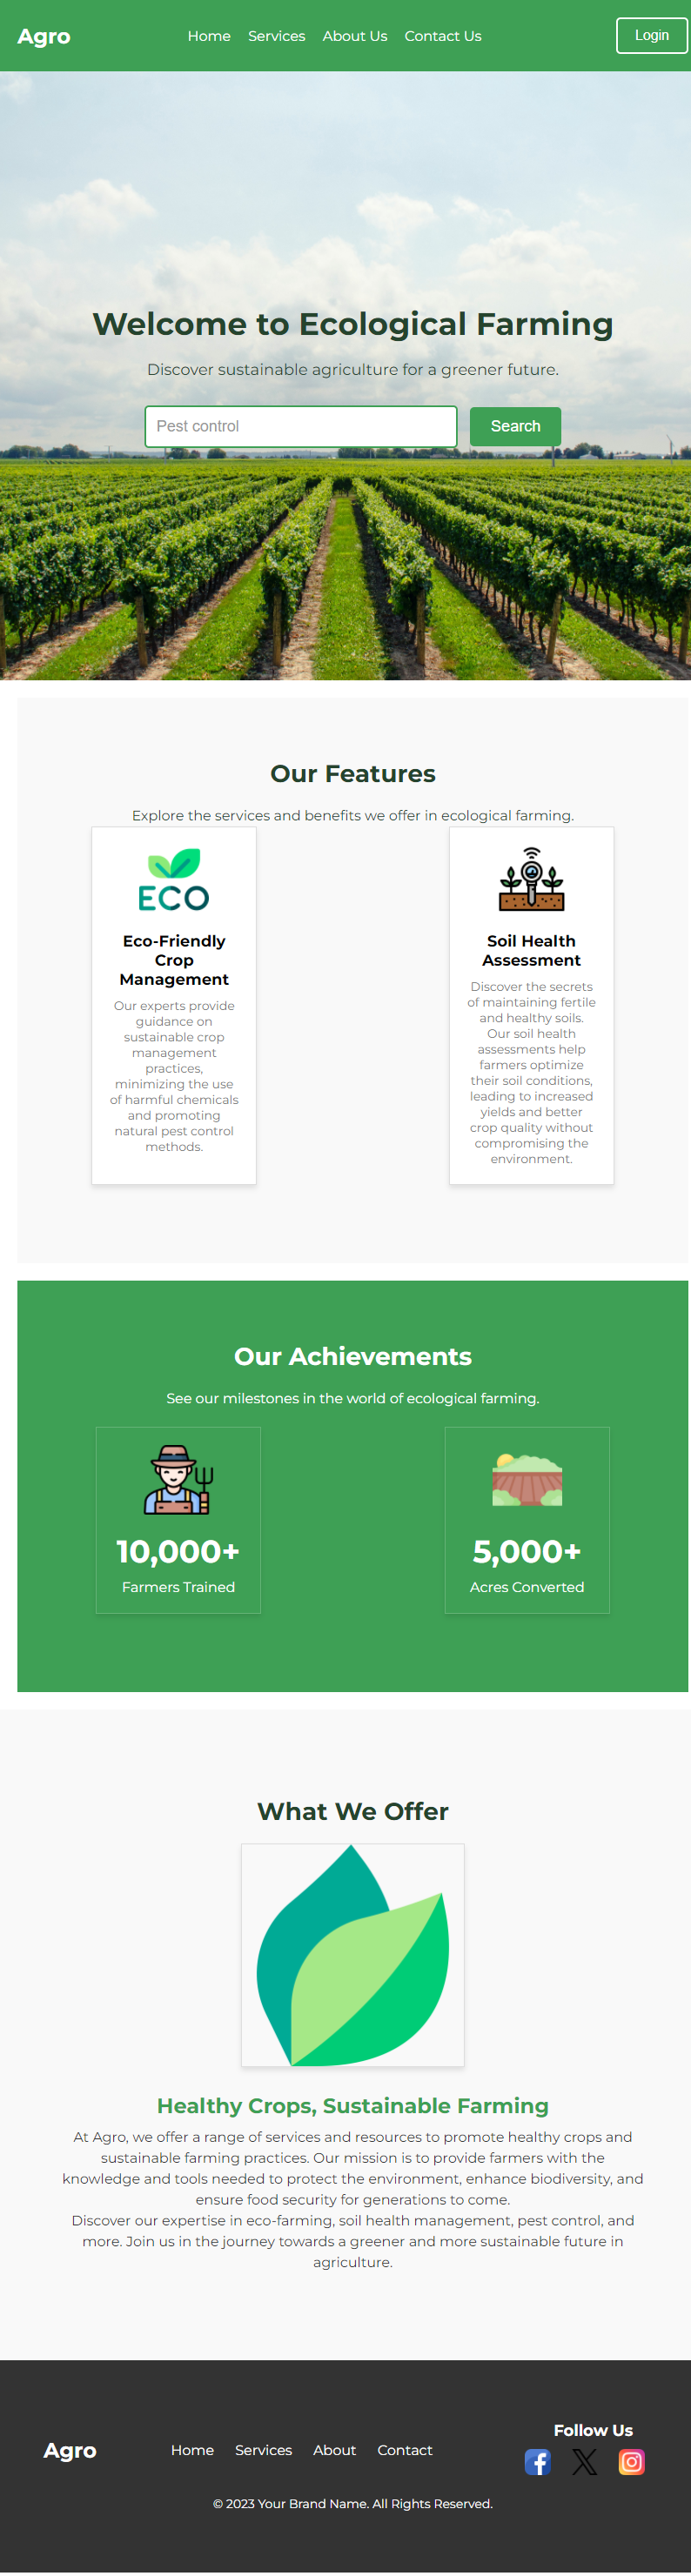 Agro
Home Services About Us Contact Us
Login
Welcome to Ecological Farming
Discover sustainable agriculture for a greener future.
Pest control
Search
Our Features
Explore the services and benefits we offer in ecological farming.
ECO
Eco-Friendly
Crop
Management
Our experts provide
guidance on
sustainable crop
management
practices,
minimizing the use
of harmful chemicals
and promoting
natural pest control
methods.
Soil Health
Assessment
Discover the secrets
of maintaining fertile
and healthy soils.
Our soil health
assessments help
farmers optimize
their soil conditions,
leading to increased
yields and better
crop quality without
compromising the
environment.
Our Achievements
See our milestones in the world of ecological farming.
10,000+
Farmers Trained
5,000+
Acres Converted
What We Offer
Healthy Crops, Sustainable Farming
At Agro, we offer a range of services and resources to promote healthy crops and
sustainable farming practices. Our mission is to provide farmers with the
knowledge and tools needed to protect the environment, enhance biodiversity, and
ensure food security for generations to come.
Discover our expertise in eco-farming, soil health management, pest control, and
more. Join us in the journey towards a greener and more sustainable future in
agriculture.
Agro
Home Services About Contact
Follow Us
© 2023 Your Brand Name. All Rights Reserved.